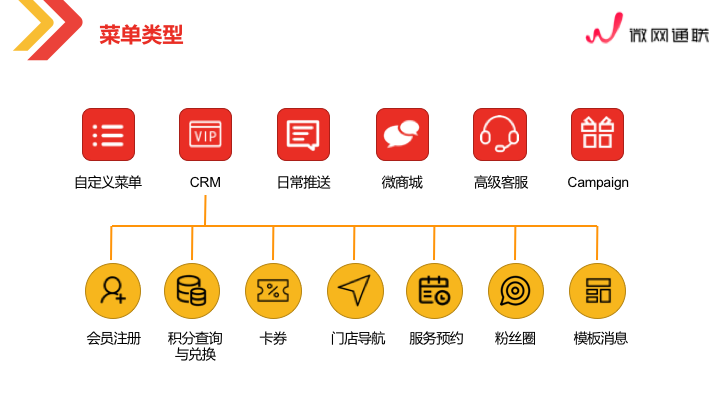 菜单类型
微网通联
VIP
自定义菜单
CRM
日常推送
微商城
高级客服
Campaign
%
会员注册
积分查询
与兑换
卡券
门店导航
服务预约
粉丝圈
模板消息